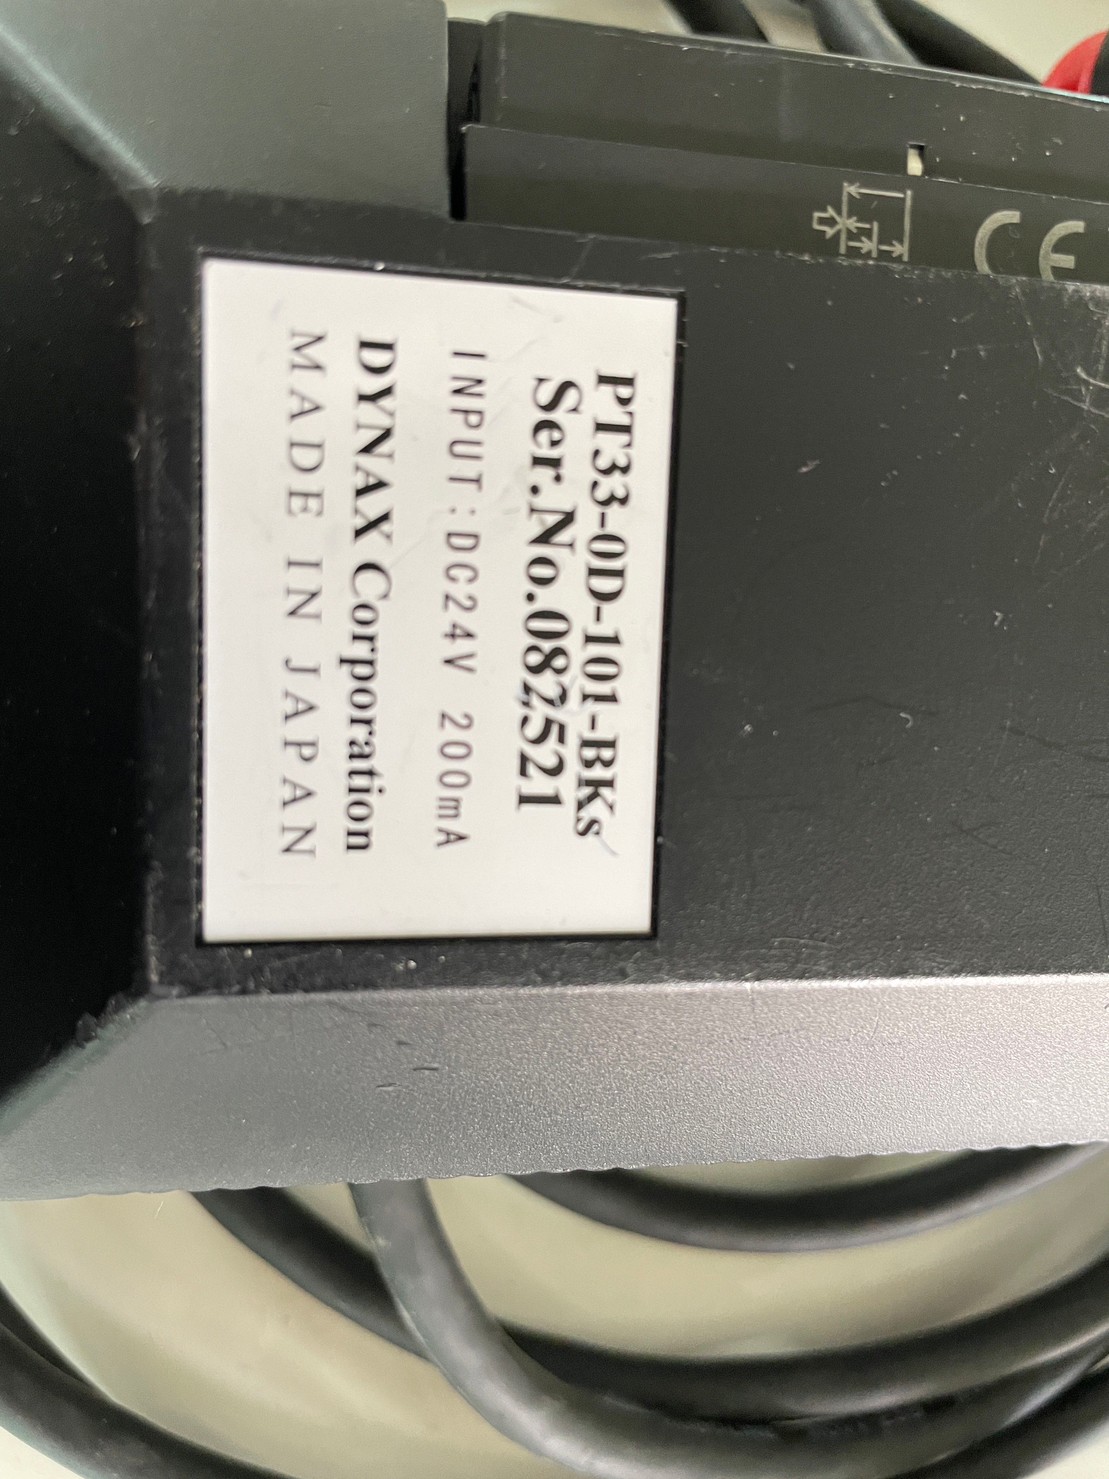 PT33-0D-101-BKs
Ser.No.082521
INPUT:DC24V 200mA
DYNAX Corporation
MADE IN JAPAN
CE